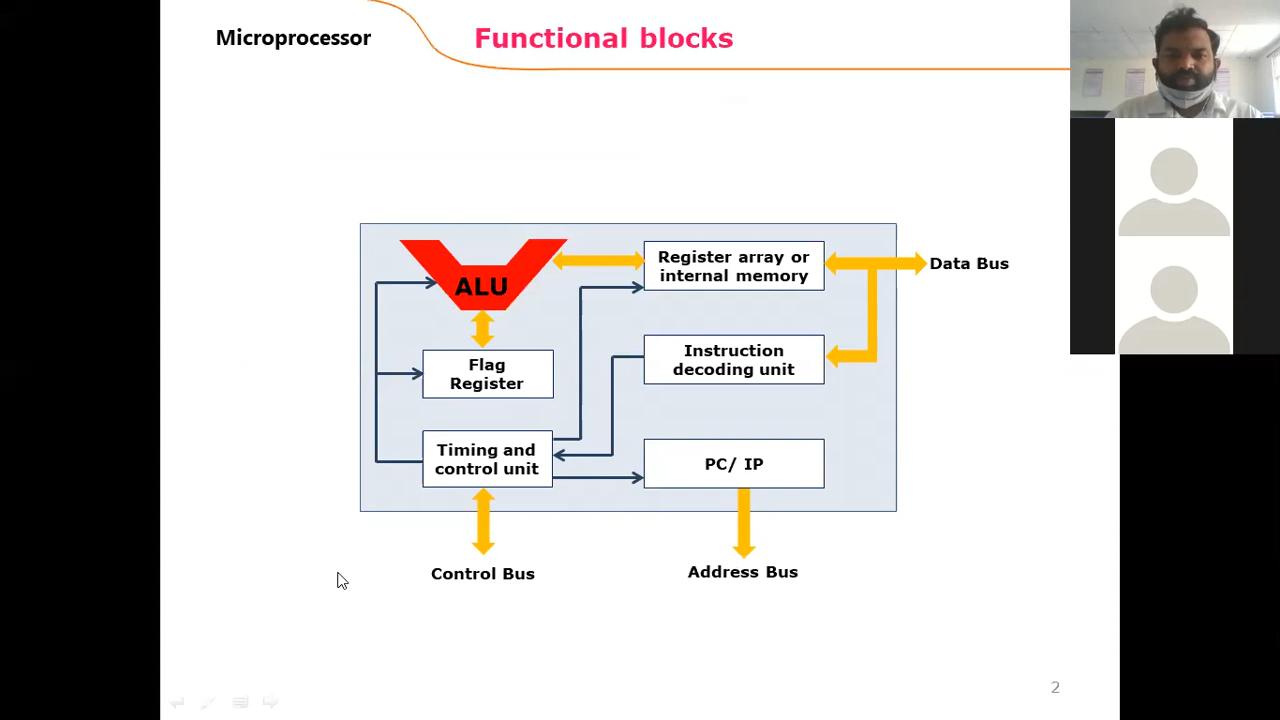 Microprocessor
Functional blocks
ALU
Register array or
internal memory
Data Bus
Flag
Register
Instruction
decoding unit
Timing and
control unit
PC/ IP
Control Bus
Address Bus
2